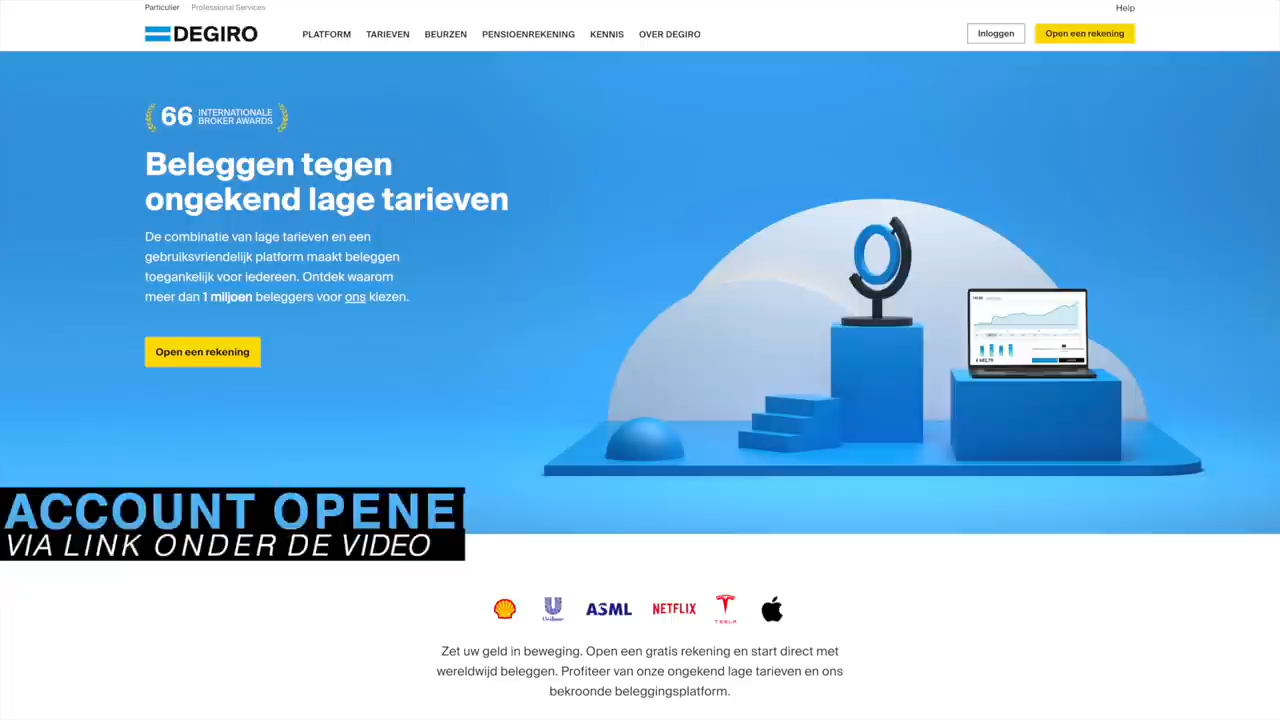 Particulier Professional Services Help
DEGIRO PLATFORM TARIEVEN BEURZEN PENSIOENREKENING KENNIS OVER DEGIRO Inloggen Open een rekening
66 INTERNATIONALE
BROKER AWARDS
Beleggen tegen
ongekend lage tarieven
De combinatie van lage tarieven en een
gebruiksvriendelijk platform maakt beleggen
toegankelijk voor iedereen. Ontdek waarom
meer dan 1 miljoen beleggers voor ons kiezen.
Open een rekening
ACCOUNT OPENE
VIA LINK ONDER DE VIDEO
Unilever ASML NETFLIX TESLA
Zet uw geld in beweging. Open een gratis rekening en start direct met
wereldwijd beleggen. Profiteer van onze ongekend lage tarieven en ons
bekroonde beleggingsplatform.